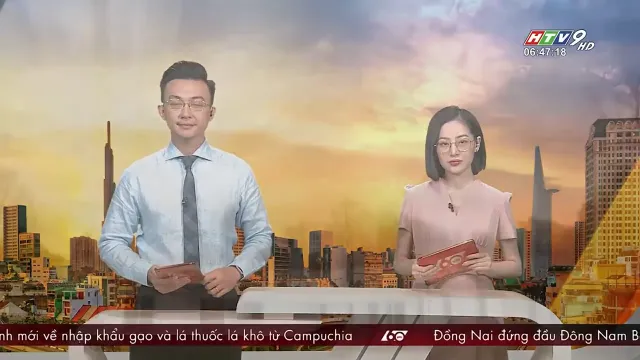 HTV9 HD
06:47:18
nh mới về nhập khẩu gạo và lá thuốc lá khô từ Campuchia 60 Đồng Nai đứng đầu Đông Nam B